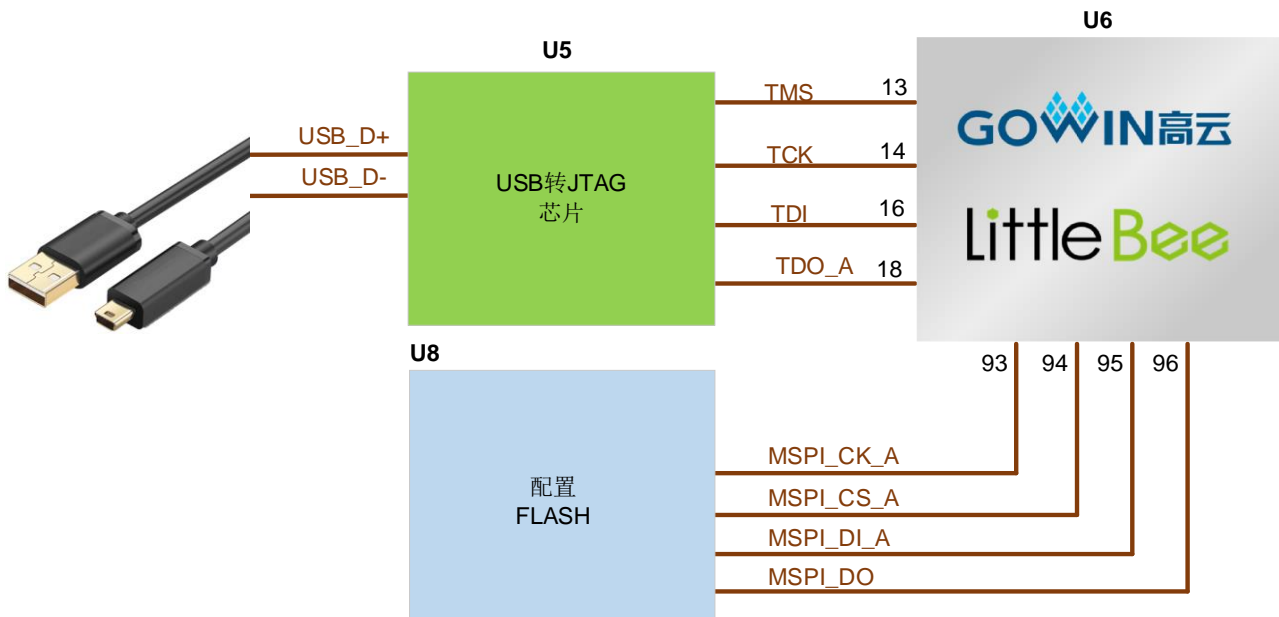 U5
U6
USB_D+
USB_D-
USB转JTAG
芯片
TMS
13
TCK
14
TDI
16
TDO_A
18
GOWIN高云
LittleBee
U8
93
94
95
96
配置
FLASH
MSPI_CK_A
MSPI_CS_A
MSPI_DI_A
MSPI_DO